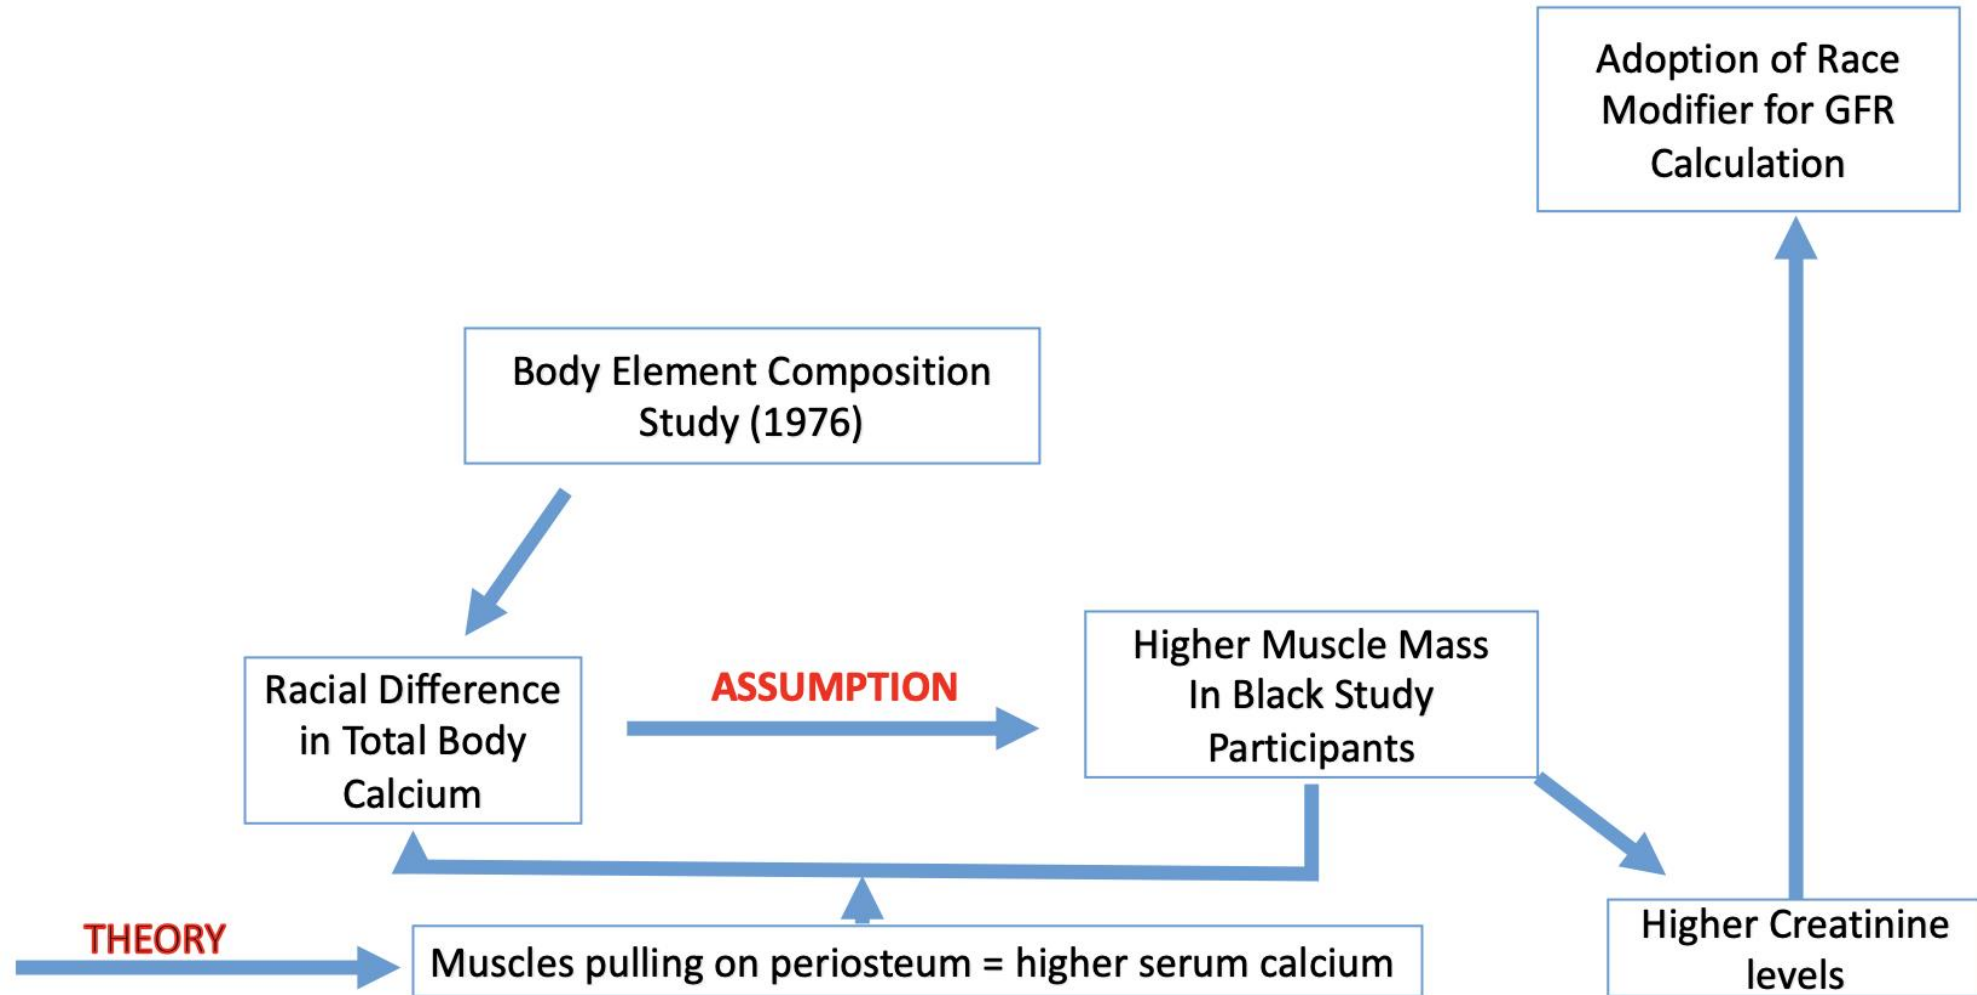 Adoption of Race
Modifier for GFR
Calculation
Body Element Composition
Study (1976)
Racial Difference
in Total Body
Calcium
ASSUMPTION
Higher Muscle Mass
In Black Study
Participants
THEORY
Muscles pulling on periosteum = higher serum calcium
Higher Creatinine
levels